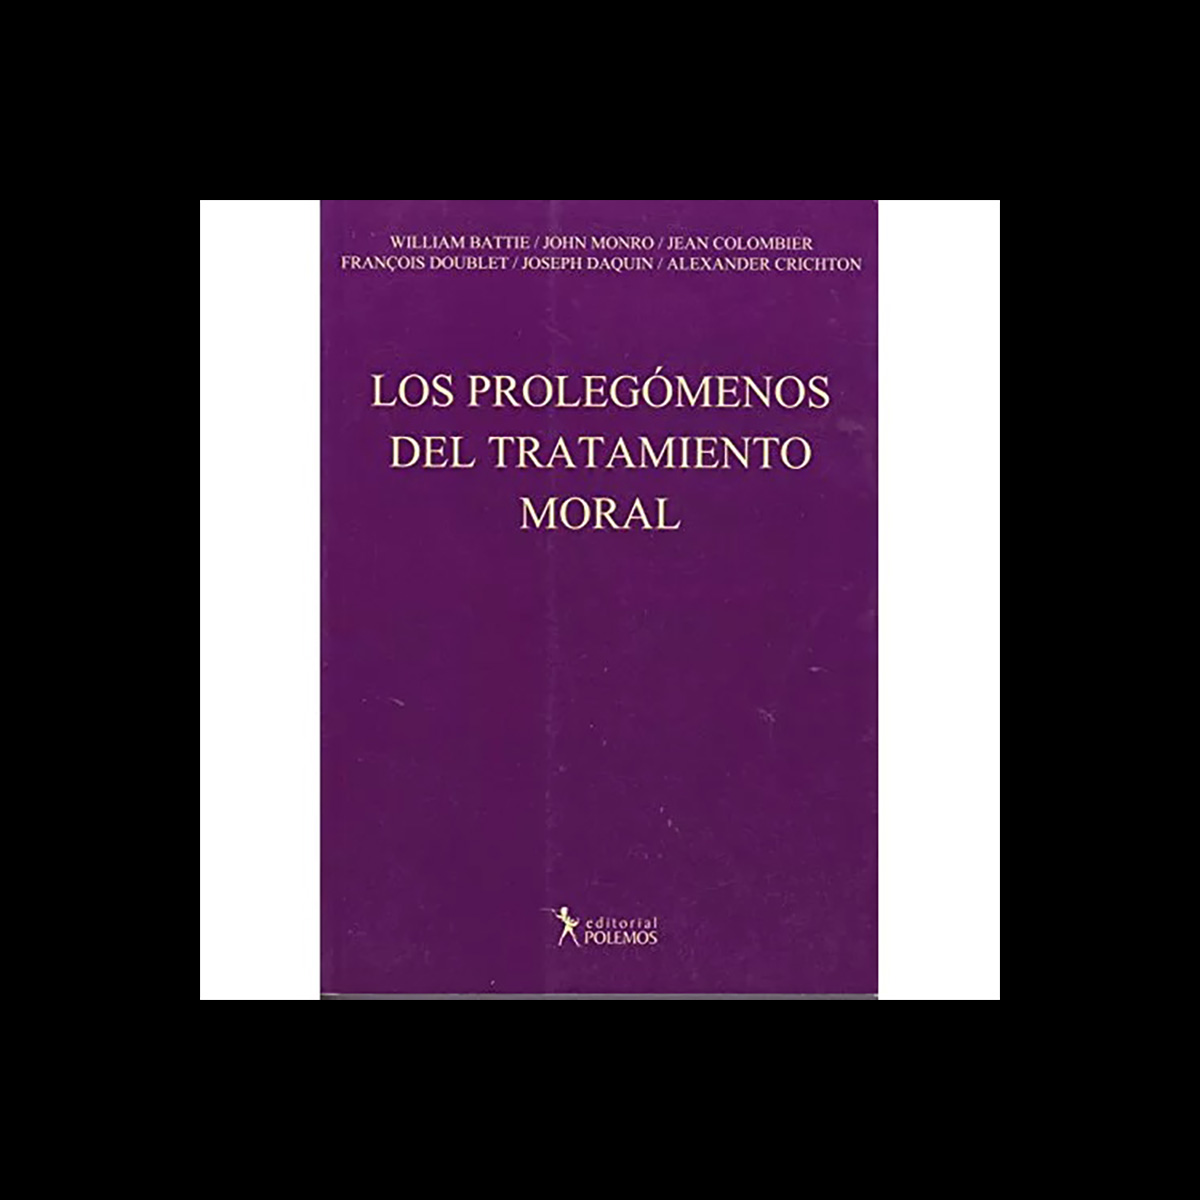 WILLIAM BATTIE / JOHN MONRO / JEAN COLOMBIER
FRANÇOIS DOUBLET / JOSEPH DAQUIN / ALEXANDER CRICHTON
LOS PROLEGÓMENOS
DEL TRATAMIENTO
MORAL
editorial
POLEMOS